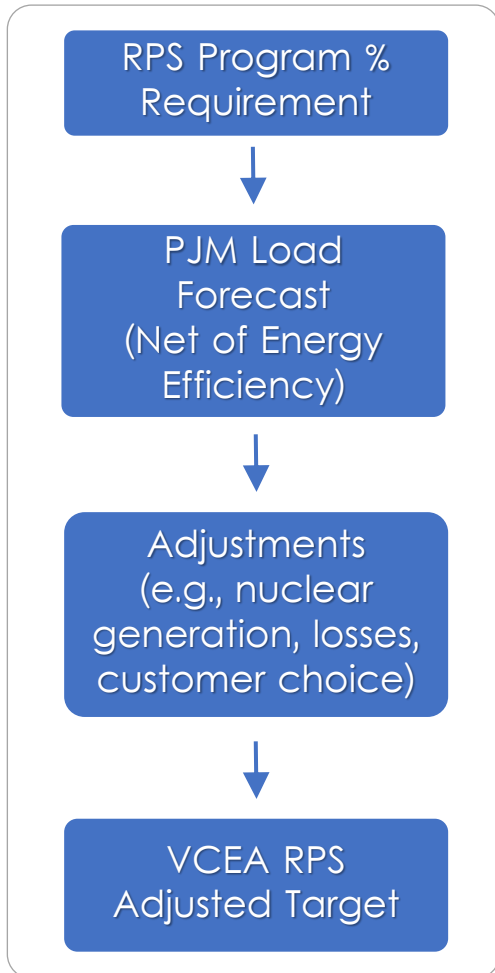 RPS Program %
Requirement
PJM Load
Forecast
(Net of Energy
Efficiency)
Adjustments
(e.g., nuclear
generation, losses,
customer choice)
VCEA RPS
Adjusted Target